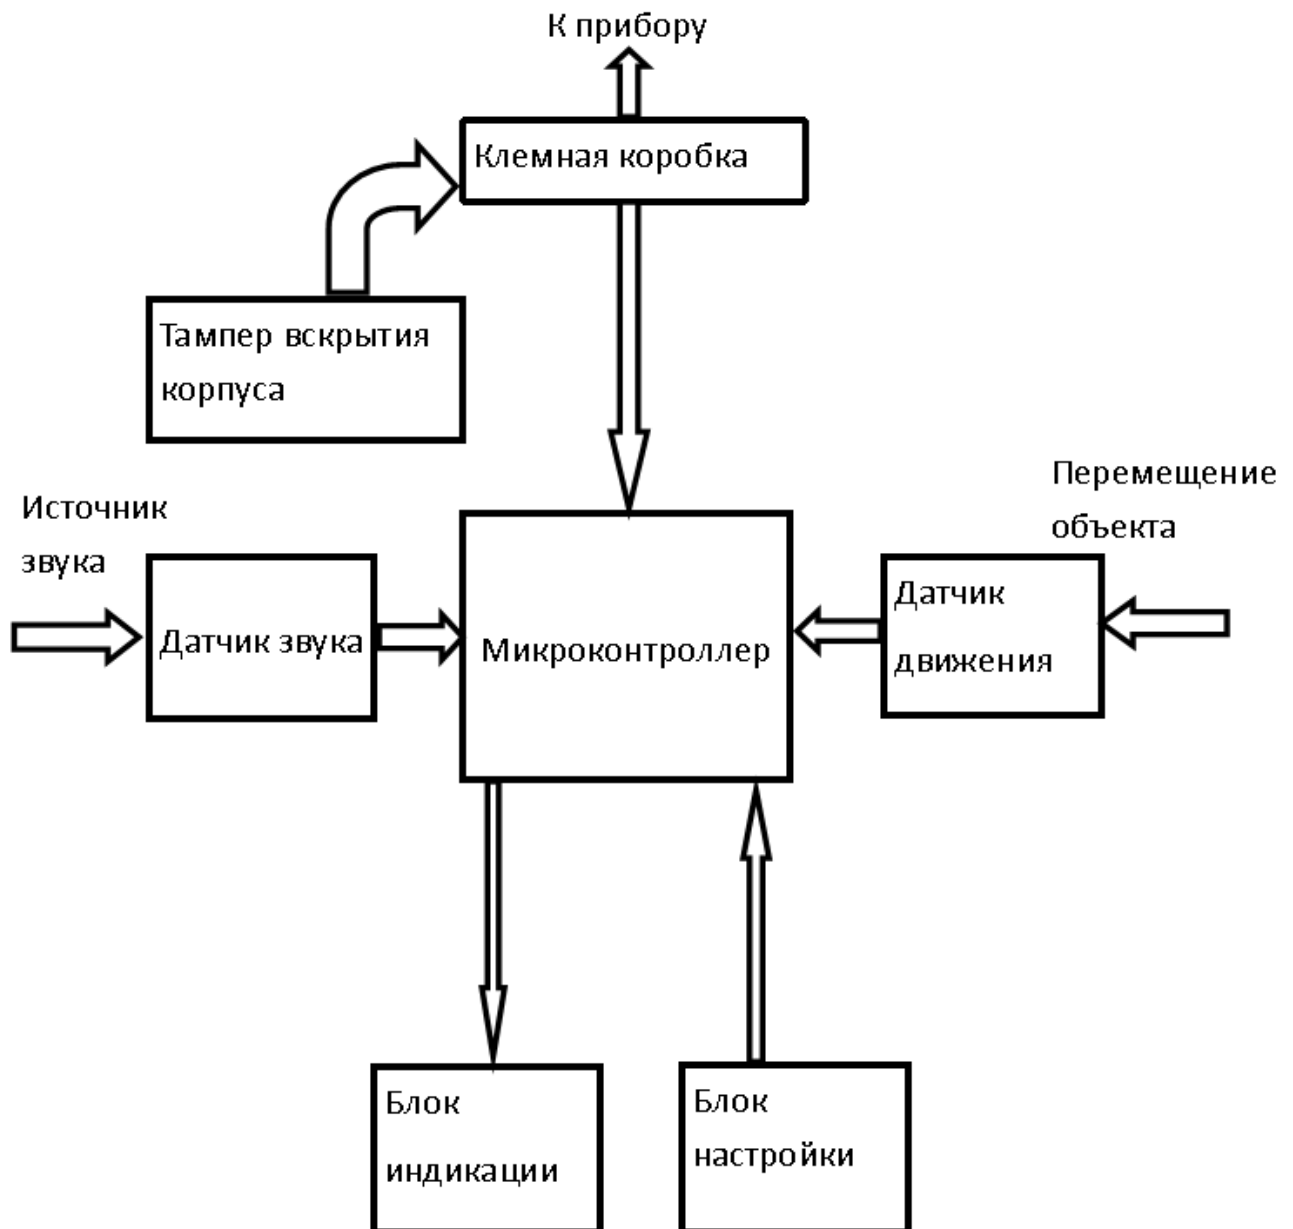 К прибору
Клемная коробка
Тампер вскрытия
корпуса
Источник
звука
Перемещение
объекта
Датчик звука
Микроконтроллер
Датчик
движения
Блок
индикации
Блок
настройки